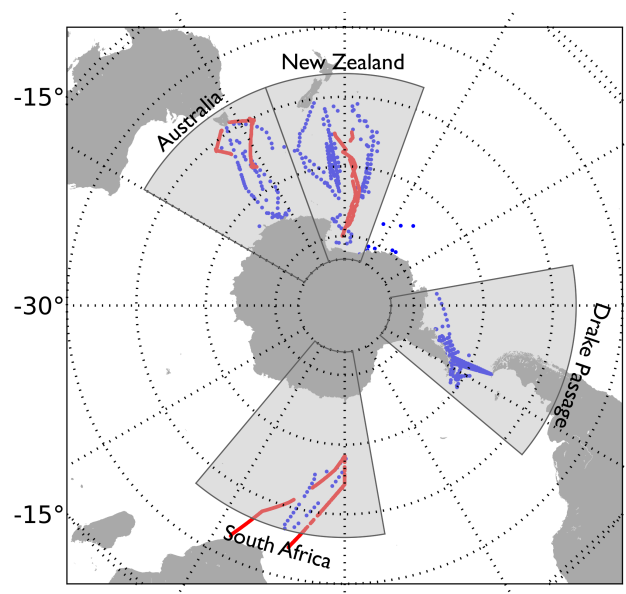 New Zealand
-15°
Australia
-30°
Drake Passage
-15°
South Africa